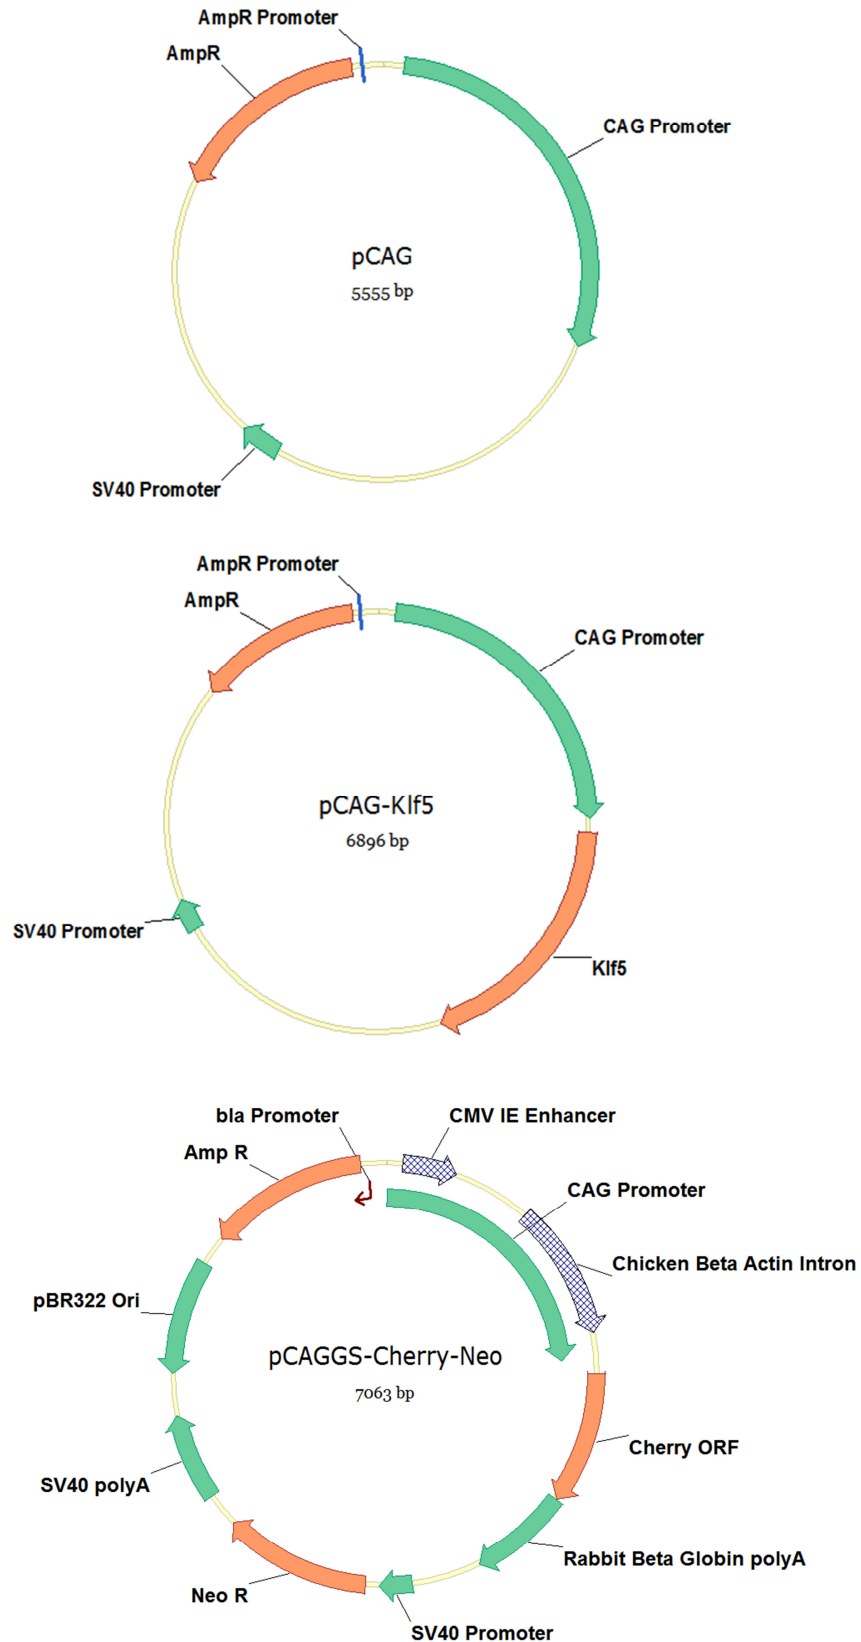 AmpR Promoter
AmpR
CAG Promoter
pCAG
5555 bp
SV40 Promoter
AmpR Promoter
AmpR
CAG Promoter
pCAG-Klf5
6896 bp
SV40 Promoter
Klf5
bla Promoter
CMV IE Enhancer
Amp R
CAG Promoter
Chicken Beta Actin Intron
pBR322 Ori
pCAGGS-Cherry-Neo
7063 bp
Cherry ORF
SV40 polyA
Rabbit Beta Globin polyA
Neo R
SV40 Promoter